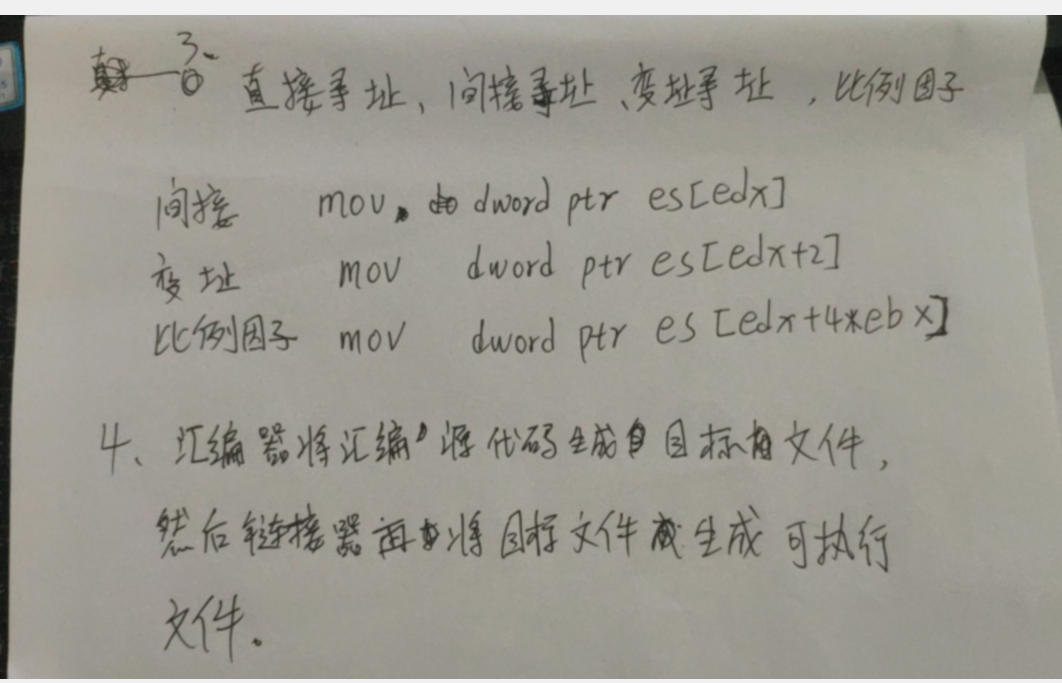 3、
直接寻址、间接寻址、变址寻址，比例因子
间接 mov dword ptr es[edx]
变址 mov dword ptr es[edx+2]
比例因子 mov dword ptr es[edx+4*ebx]
4、汇编器将汇编源代码生成目标文件，
然后链接器再将目标文件生成可执行
文件。